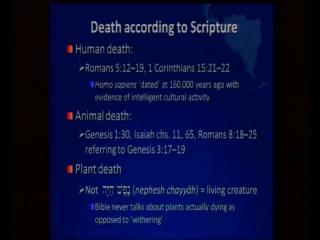 Death according to Scripture
Human death:
Romans 5:12–19, 1 Corinthians 15:21–22
Homo sapiens 'dated' at 160,000 years ago with
evidence of intelligent cultural activity
Animal death:
Genesis 1:30, Isaiah chs. 11, 65, Romans 8:18–25
referring to Genesis 3:17–19
Plant death
Not נֶפֶשׁ חַיָּה (nephesh chayyâh) = living creature
Bible never talks about plants actually dying as
opposed to 'withering'